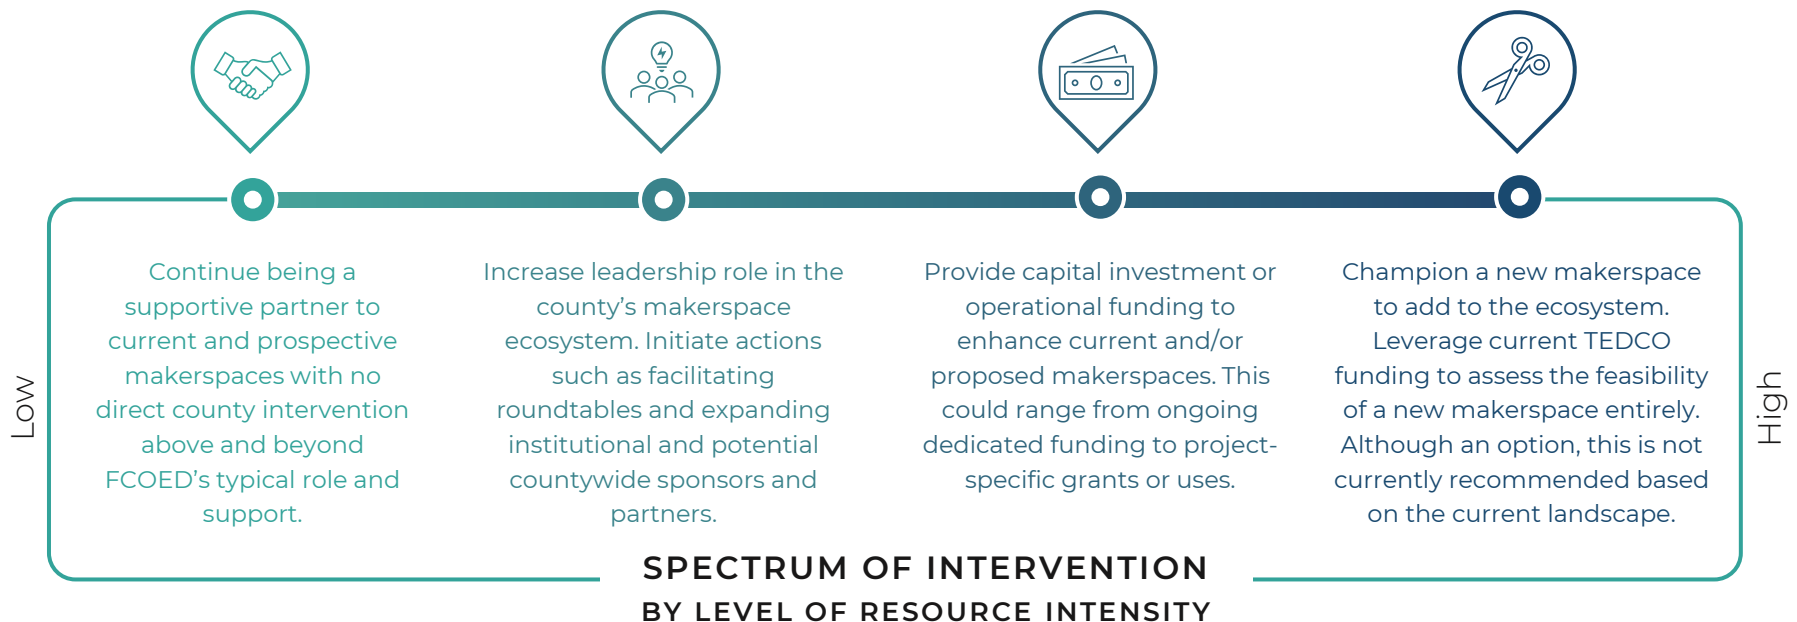 Low
Continue being a
supportive partner to
current and prospective
makerspaces with no
direct county intervention
above and beyond
FCOED’s typical role and
support.
Increase leadership role in the
county’s makerspace
ecosystem. Initiate actions
such as facilitating
roundtables and expanding
institutional and potential
countywide sponsors and
partners.
Provide capital investment or
operational funding to
enhance current and/or
proposed makerspaces. This
could range from ongoing
dedicated funding to project-
specific grants or uses.
Champion a new makerspace
to add to the ecosystem.
Leverage current TEDCO
funding to assess the feasibility
of a new makerspace entirely.
Although an option, this is not
currently recommended based
on the current landscape.
High
SPECTRUM OF INTERVENTION
BY LEVEL OF RESOURCE INTENSITY